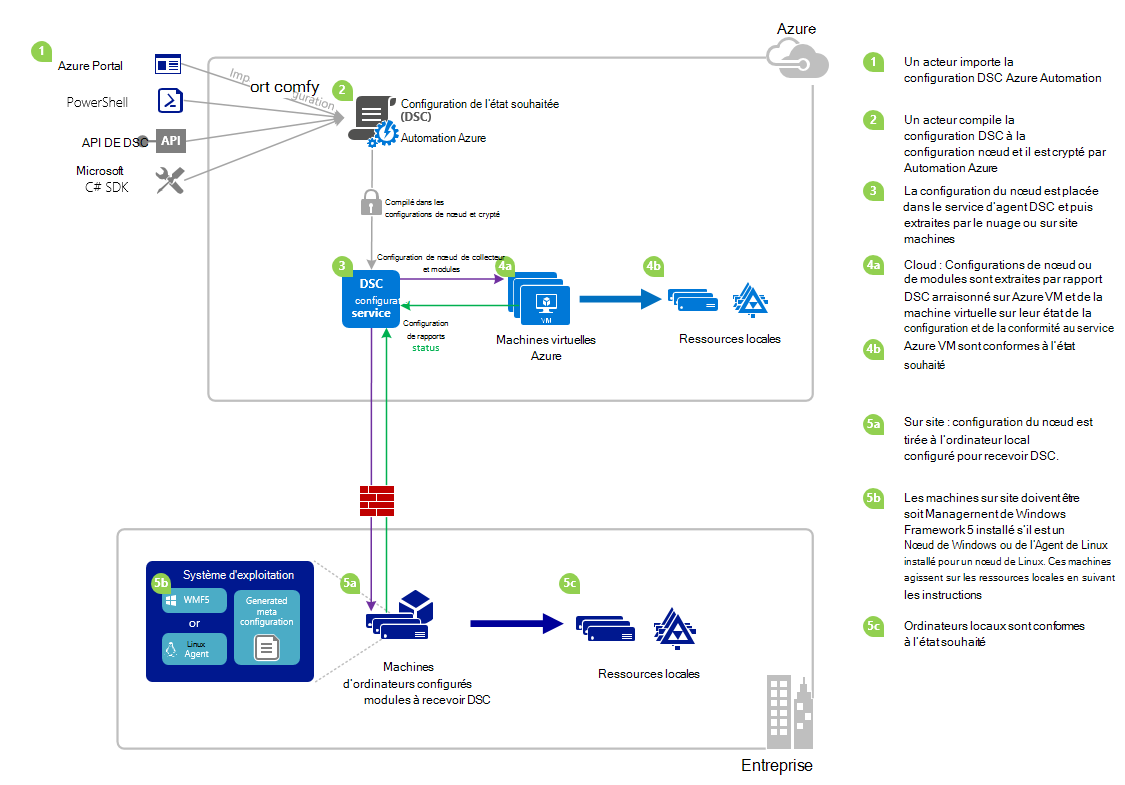 Azure
1
Azure Portal
PowerShell
API DE DSC
API
Microsoft
C# SDK
Imp
ort comfy
guration
2
Configuration de l'état souhaitée
(DSC)
Automation Azure
Compilé dans les
configurations de nœud et crypté
3
DSC
configurat
service
Configuration de nœud de collecteur
et modules
4a
VM
Machines virtuelles
Azure
4b
Ressources locales
Configuration
de rapports
status
5b
Système d'exploitation
WMF5
or
Linux
Agent
Generated
meta
configuration
5a
Machines
d'ordinateurs configurés
modules à recevoir DSC
5c
Ressources locales
Entreprise
1
Un acteur importe la
configuration DSC Azure Automation
2
Un acteur compile la
configuration DSC à la
configuration nœud et il est crypté par
Automation Azure
3
La configuration du nœud est placée
dans le service d'agent DSC et puis
extraites par le nuage ou sur site
machines
4a
Cloud : Configurations de nœud ou
de modules sont extraites par rapport
DSC arraisonné sur Azure VM et de la
machine virtuelle sur leur état de la
configuration et de la conformité au service
4b
Azure VM sont conformes à l'état
souhaité
5a
Sur site : configuration du nœud est
tirée à l'ordinateur local
configuré pour recevoir DSC.
5b
Les machines sur site doivent être
soit Managernent de Windows
Framework 5 installé s'il est un
Nœud de Windows ou de l'Agent de Linux
installé pour un nœud de Linux. Ces machines
agissent sur les ressources locales en suivant
les instructions
5c
Ordinateurs locaux sont conformes
à l'état souhaité